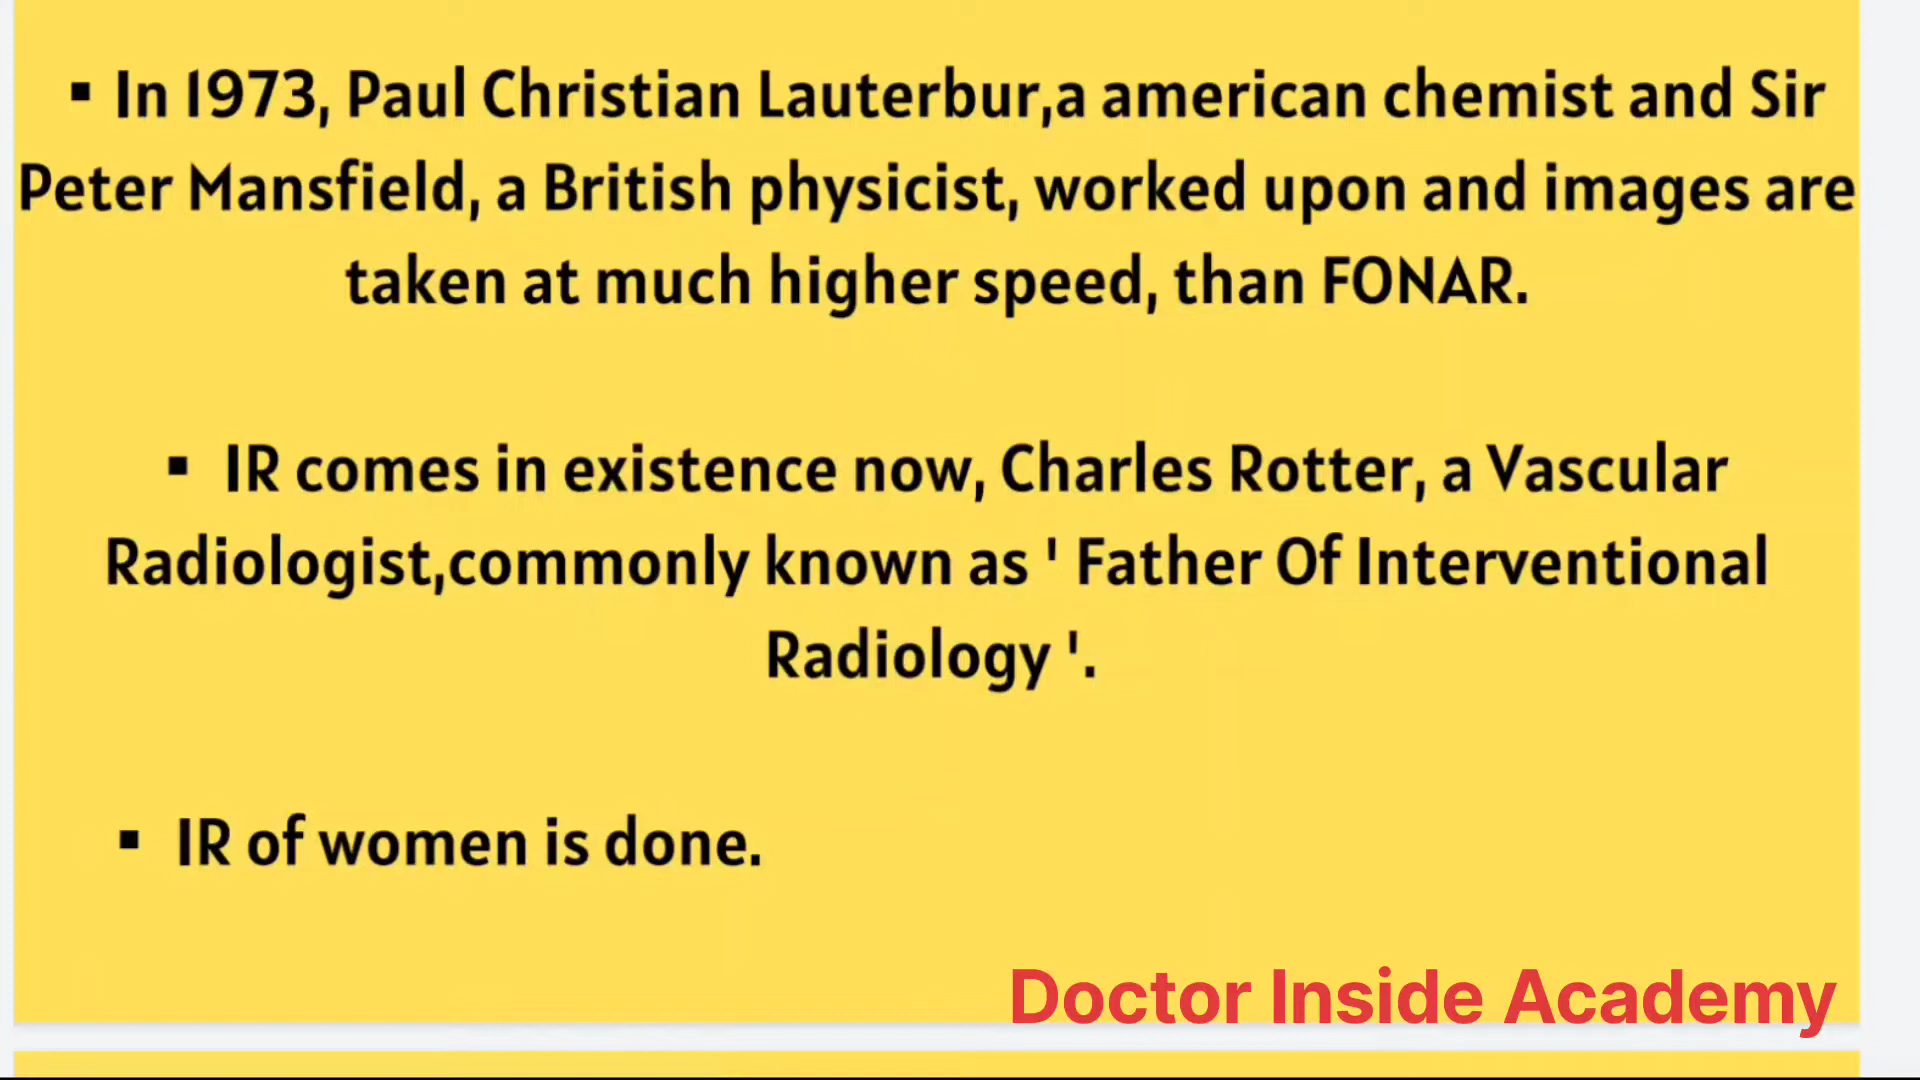 ▪ In 1973, Paul Christian Lauterbur,a american chemist and Sir
Peter Mansfield, a British physicist, worked upon and images are
taken at much higher speed, than FONAR.
▪ IR comes in existence now, Charles Rotter, a Vascular
Radiologist,commonly known as ' Father Of Interventional
Radiology '.
▪ IR of women is done.
Doctor Inside Academy